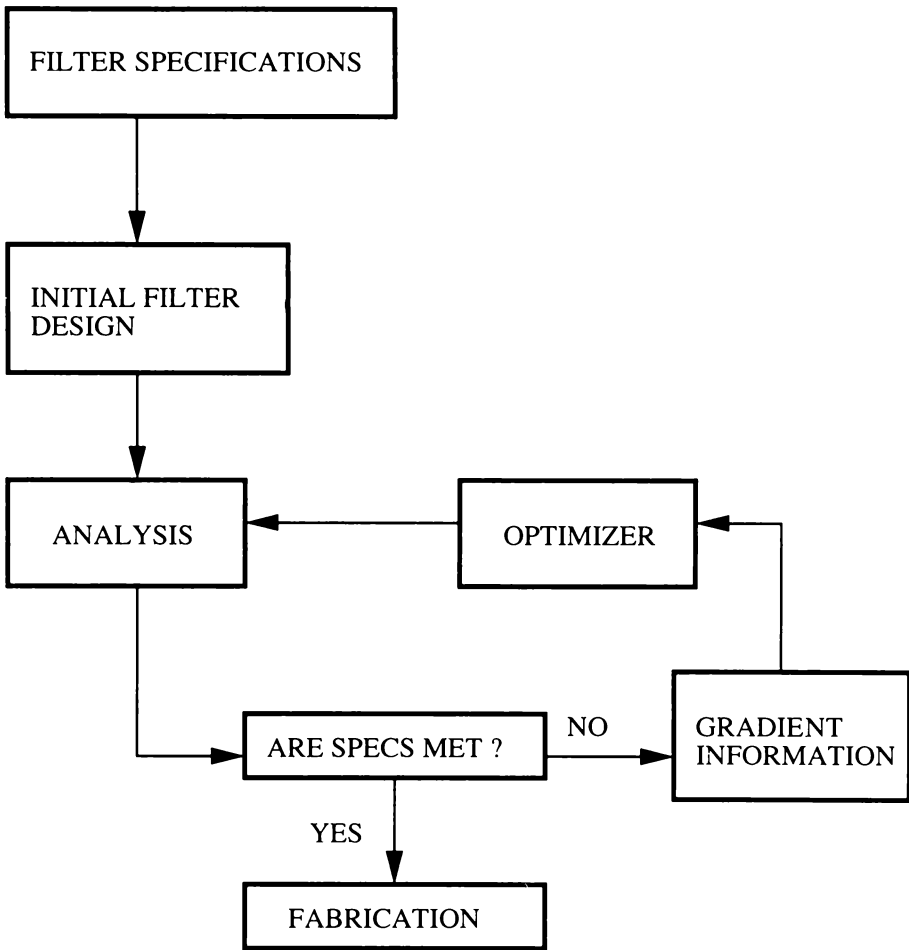 FILTER SPECIFICATIONS
INITIAL FILTER
DESIGN
ANALYSIS
OPTIMIZER
ARE SPECS MET ?
NO
GRADIENT
INFORMATION
YES
FABRICATION